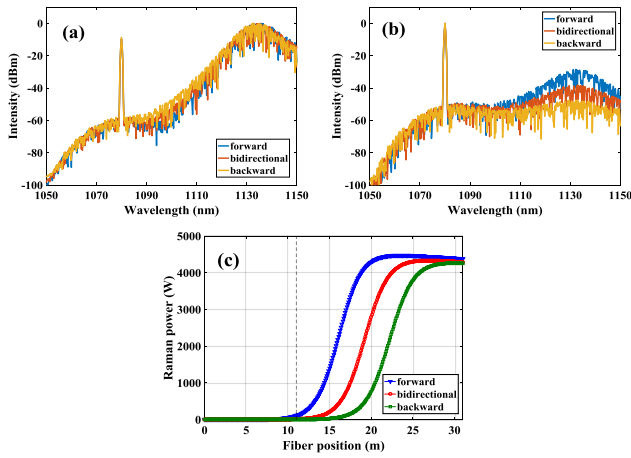 (a)
Intensity (dBm)
0
-20
-40
-60
-80
-100
forward
bidirectional
backward
1050
1070
1090
1110
1130
1150
Wavelength (nm)
(b)
Intensity (dBm)
0
-20
-40
-60
-80
-100
forward
bidirectional
backward
1050
1070
1090
1110
1130
1150
Wavelength (nm)
(c)
Raman power (W)
5000
4000
3000
2000
1000
0
forward
bidirectional
backward
0
5
10
15
20
25
30
Fiber position (m)